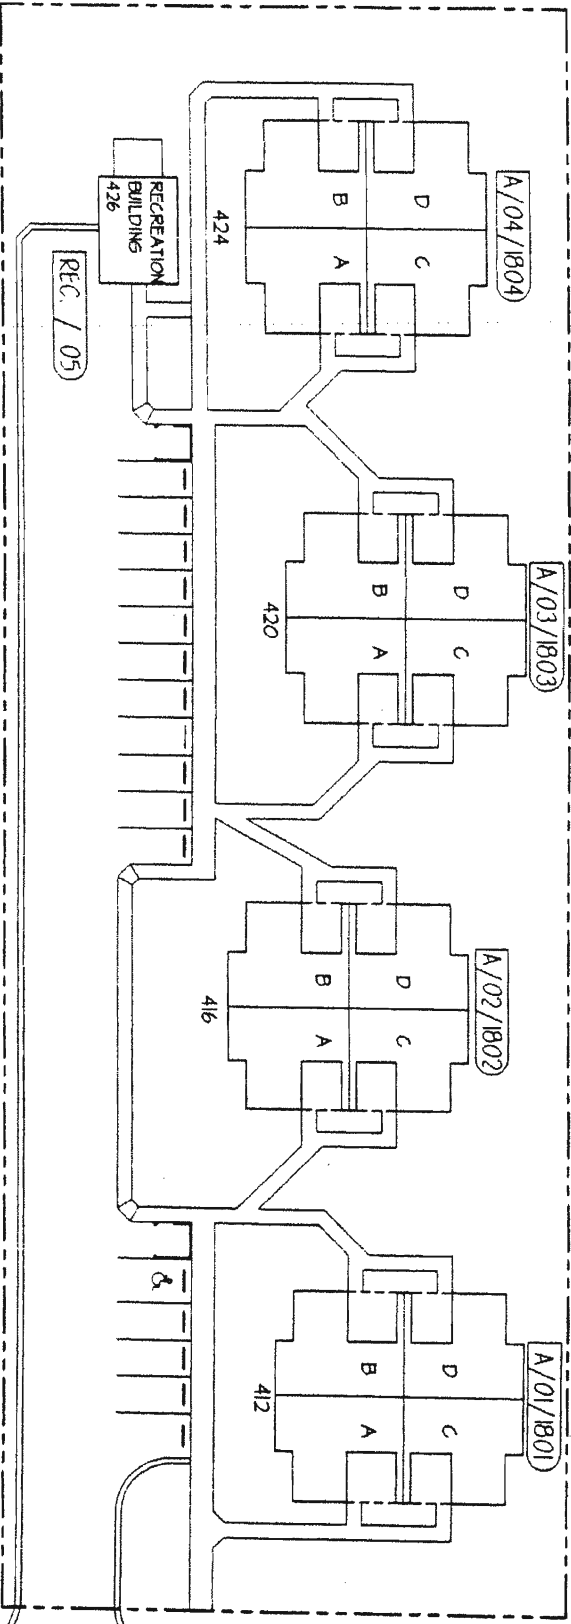 A/04/1804
D C
B A
424
RECREATION
BUILDING
426
REC. / 05
A/03/1803
D C
B A
420
A/02/1802
D C
B A
416
A/01/1801
D C
B A
412